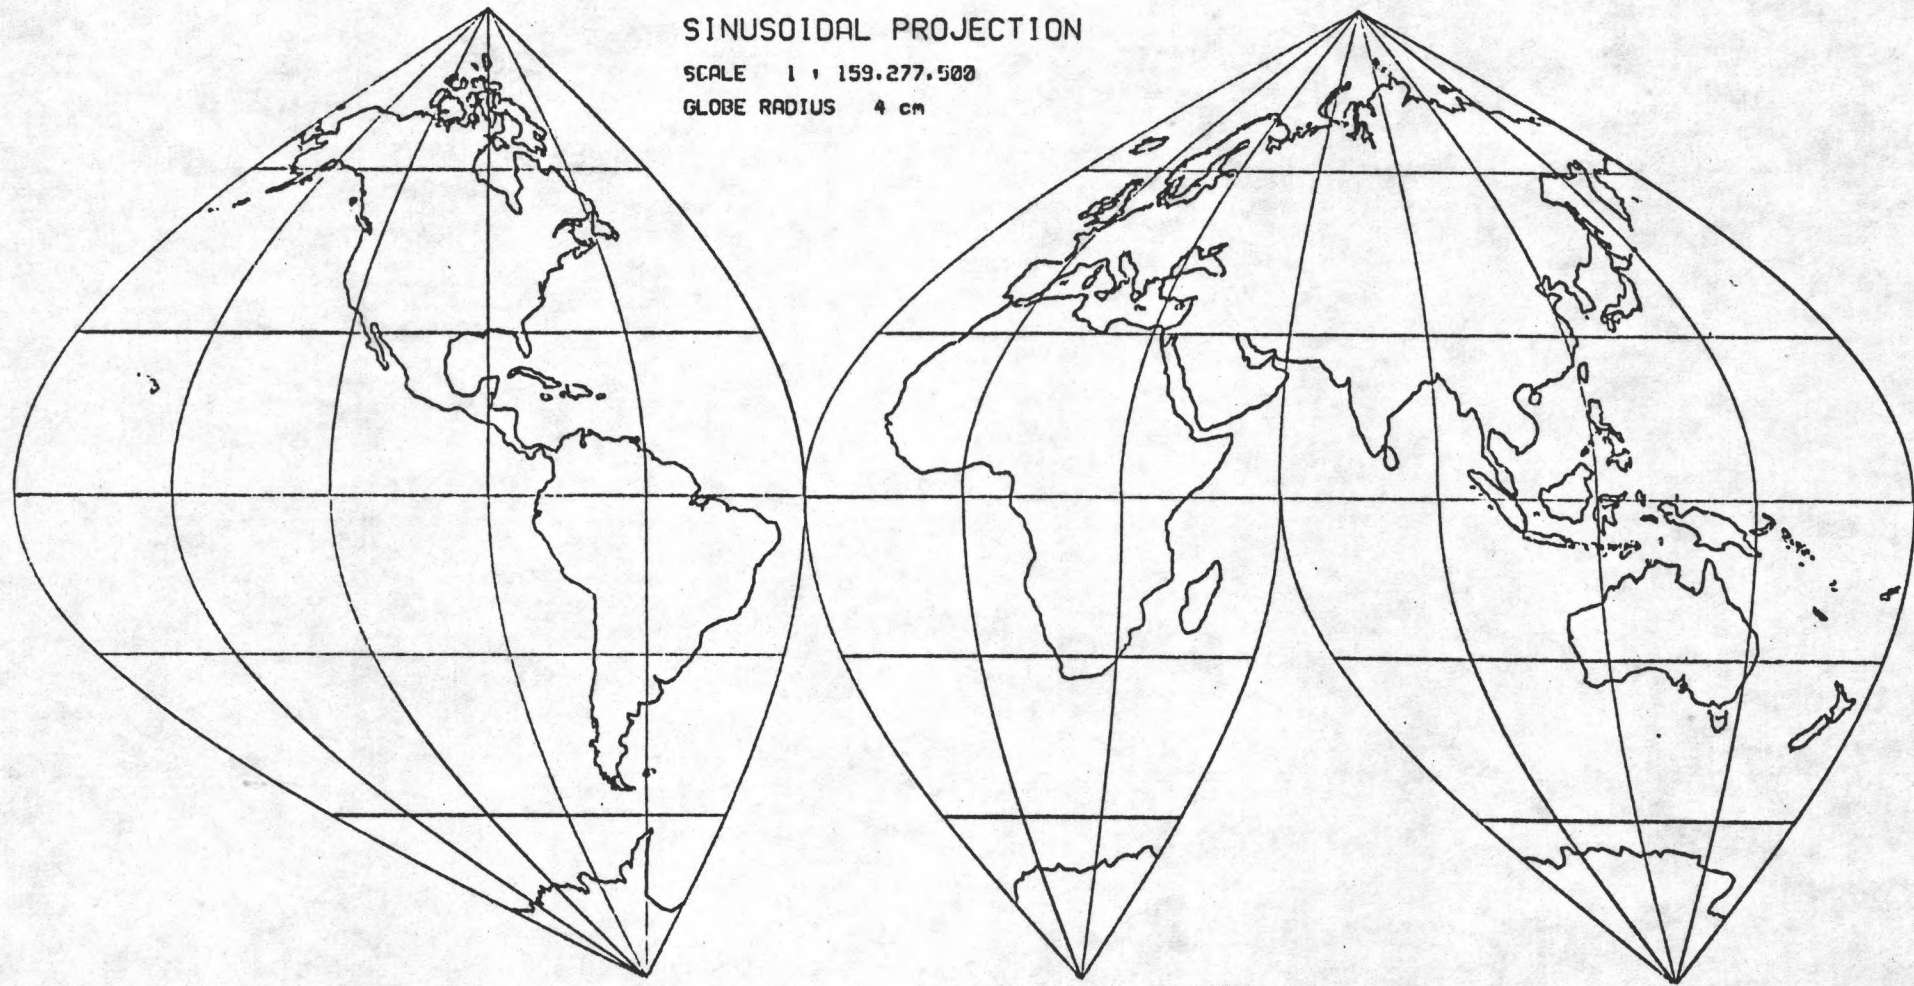 SINUSOIDAL PROJECTION
SCALE 1 : 159.277.500
GLOBE RADIUS 4 cm